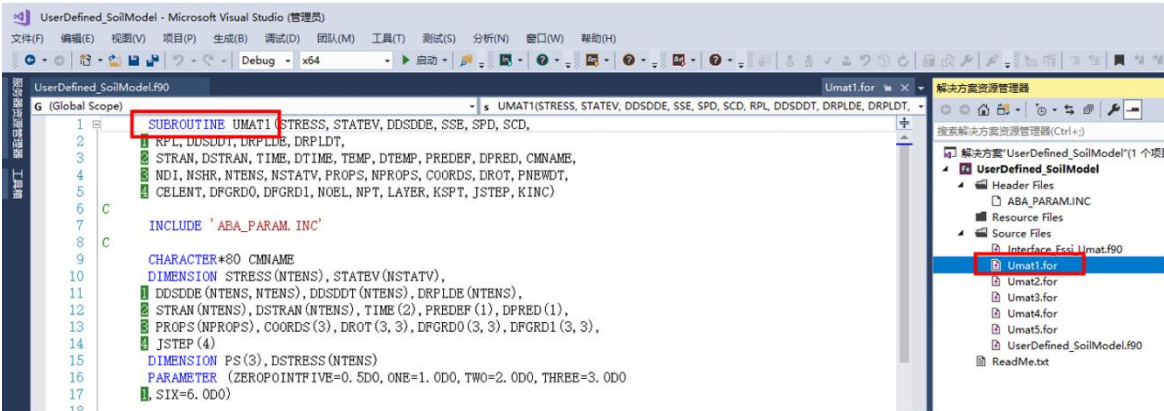 UserDefined_SoilModel - Microsoft Visual Studio (管理员)
文件(F) 编辑(E) 视图(V) 项目(P) 生成(B) 调试(D) 团队(M) 工具(T) 测试(S) 分析(N) 窗口(W) 帮助(H)
Debug x64 启动
服务器资源管理器
工具箱
UserDefined_SoilModel.f90 Umat1.for
G (Global Scope) s UMAT1(STRESS, STATEV, DDSDDE, SSE, SPD, SCD, RPL, DDSDDT, DRPLDE, DRPLDT,
1 SUBROUTINE UMAT1(STRESS, STATEV, DDSDDE, SSE, SPD, SCD,
2 1 RPL, DDSDDT, DRPLDE, DRPLDT,
3 2 STRAN, DSTRAN, TIME, DTIME, TEMP, DTEMP, PREDEF, DPRED, CMNAME,
4 3 NDI, NSHR, NTENS, NSTATV, PROPS, NPROPS, COORDS, DROT, PNEWDT,
5 4 CELENT, DFGRD0, DFGRD1, NOEL, NPT, LAYER, KSPT, JSTEP, KINC)
6 C
7 INCLUDE 'ABA_PARAM.INC'
8 C
9 CHARACTER*80 CMNAME
10 DIMENSION STRESS(NTENS), STATEV(NSTATV),
11 1 DDSDDE(NTENS, NTENS), DDSDDT(NTENS), DRPLDE(NTENS),
12 2 STRAN(NTENS), DSTRAN(NTENS), TIME(2), PREDEF(1), DPRED(1),
13 3 PROPS(NPROPS), COORDS(3), DROT(3,3), DFGRD0(3,3), DFGRD1(3,3),
14 4 JSTEP(4)
15 DIMENSION PS(3), DSTRESS(NTENS)
16 PARAMETER (ZEROPOINTFIVE=0.5D0, ONE=1.0D0, TWO=2.0D0, THREE=3.0D0
17 1, SIX=6.0D0)
18
解决方案资源管理器
搜索解决方案资源管理器(Ctrl+;)
解决方案"UserDefined_SoilModel"(1 个项
UserDefined_SoilModel
Header Files
ABA_PARAM.INC
Resource Files
Source Files
Interface_Fssi_Umat.f90
Umat1.for
Umat2.for
Umat3.for
Umat4.for
Umat5.for
UserDefined_SoilModel.f90
ReadMe.txt